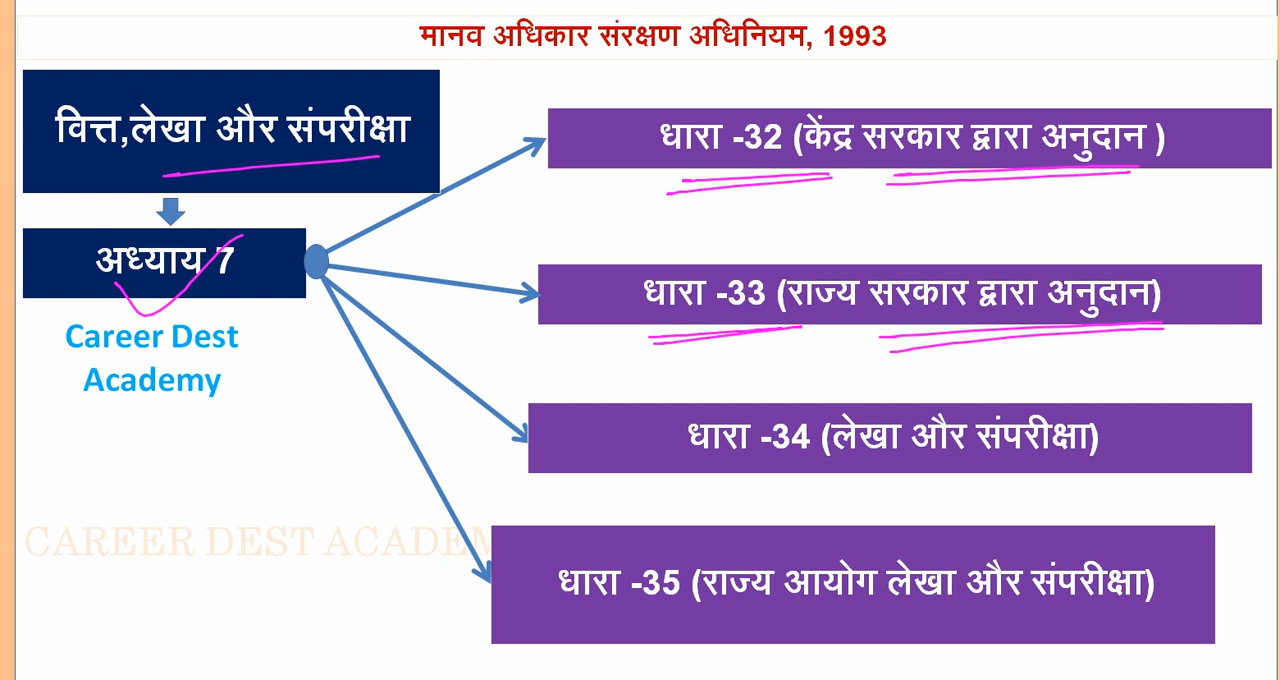 मानव अधिकार संरक्षण अधिनियम, 1993
वित्त,लेखा और संपरीक्षा
अध्याय 7
Career Dest
Academy
धारा -32 (केंद्र सरकार द्वारा अनुदान )
धारा -33 (राज्य सरकार द्वारा अनुदान)
धारा -34 (लेखा और संपरीक्षा)
धारा -35 (राज्य आयोग लेखा और संपरीक्षा)
CAREER DEST ACADEM